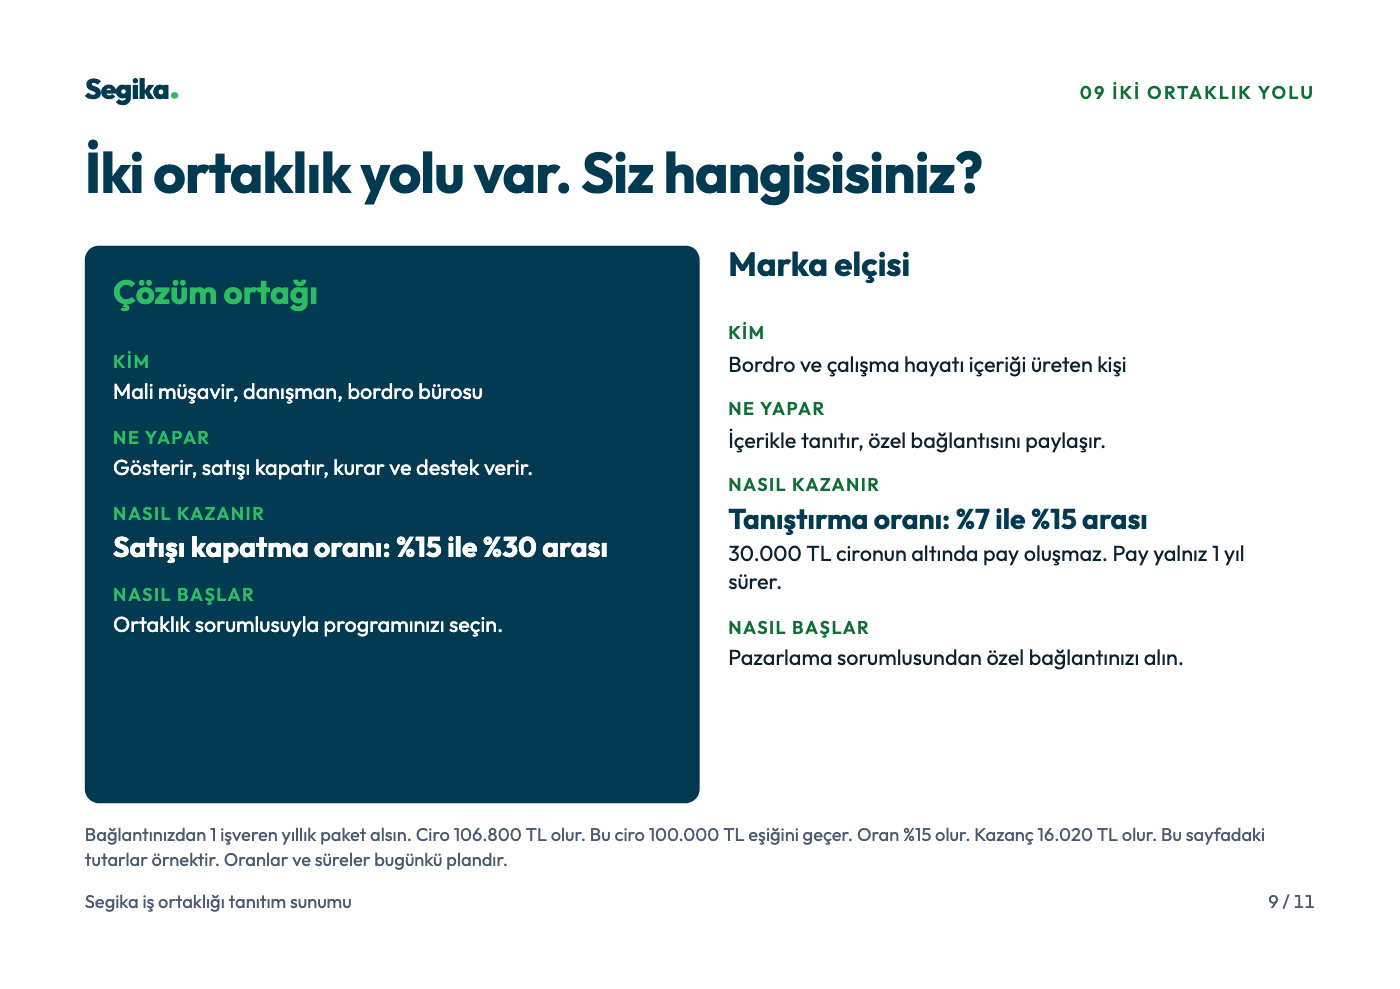 Segika.
09 İKİ ORTAKLIK YOLU
İki ortaklık yolu var. Siz hangisisiniz?
Çözüm ortağı
KİM
Mali müşavir, danışman, bordro bürosu
NE YAPAR
Gösterir, satışı kapatır, kurar ve destek verir.
NASIL KAZANIR
Satışı kapatma oranı: %15 ile %30 arası
NASIL BAŞLAR
Ortaklık sorumlusuyla programınızı seçin.
Marka elçisi
KİM
Bordro ve çalışma hayatı içeriği üreten kişi
NE YAPAR
İçerikle tanıtır, özel bağlantısını paylaşır.
NASIL KAZANIR
Tanıştırma oranı: %7 ile %15 arası
30.000 TL cironun altında pay oluşmaz. Pay yalnız 1 yıl
sürer.
NASIL BAŞLAR
Pazarlama sorumlusundan özel bağlantınızı alın.
Bağlantınızdan 1 işveren yıllık paket alsın. Ciro 106.800 TL olur. Bu ciro 100.000 TL eşiğini geçer. Oran %15 olur. Kazanç 16.020 TL olur. Bu sayfadaki
tutarlar örnektir. Oranlar ve süreler bugünkü plandır.
Segika iş ortaklığı tanıtım sunumu
9 / 11